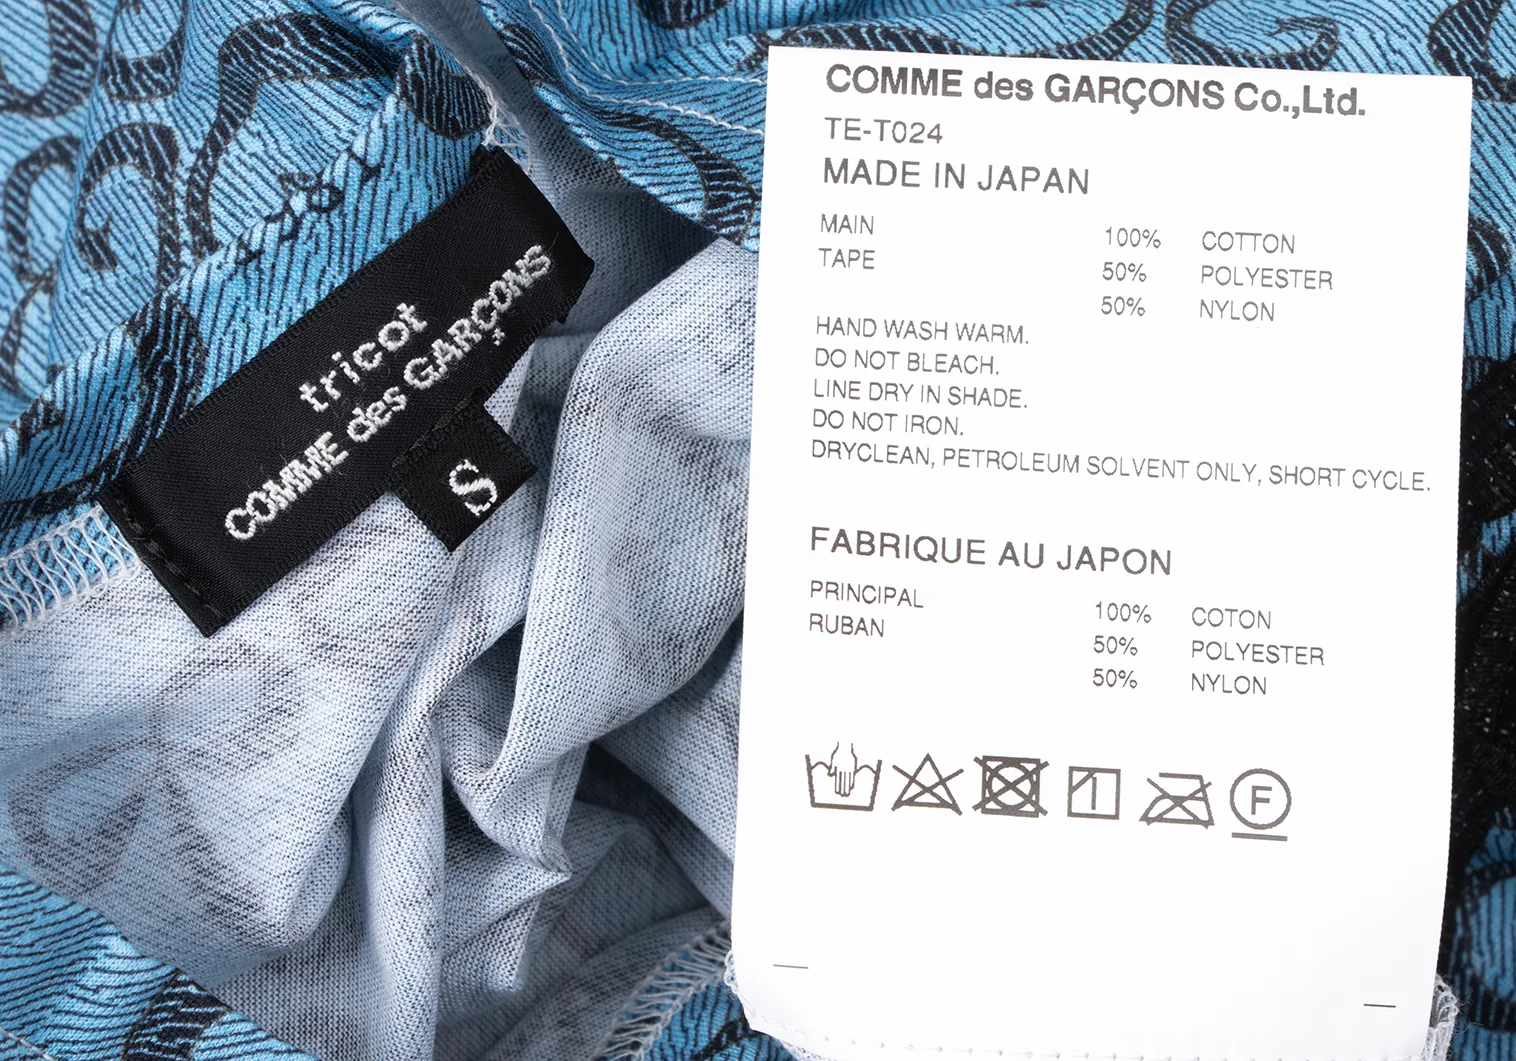 tricot
COMME des GARÇONS
S
COMME des GARÇONS Co.,Ltd.
TE-T024
MADE IN JAPAN
MAIN 100% COTTON
TAPE 50% POLYESTER
50% NYLON
HAND WASH WARM.
DO NOT BLEACH.
LINE DRY IN SHADE.
DO NOT IRON.
DRYCLEAN, PETROLEUM SOLVENT ONLY, SHORT CYCLE.
FABRIQUE AU JAPON
PRINCIPAL 100% COTON
RUBAN 50% POLYESTER
50% NYLON
F